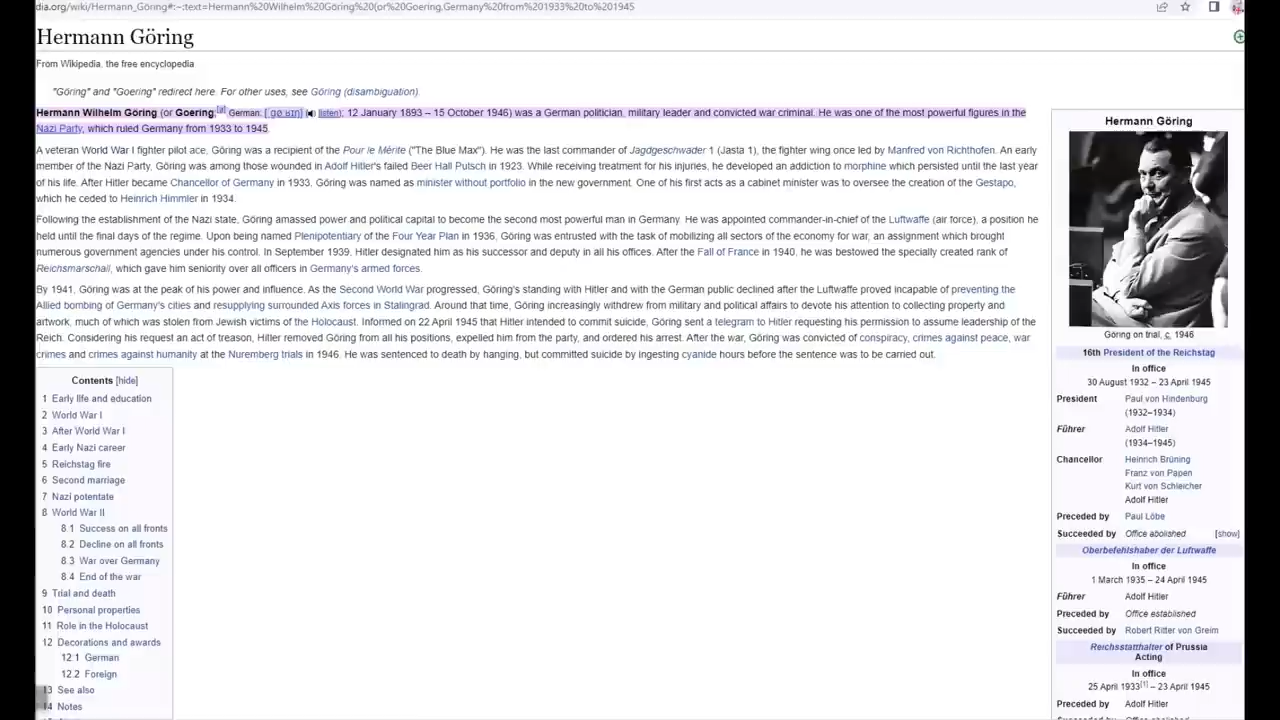 dia.org/wiki/Hermann_Göring#:~:text=Hermann%20Wilhelm%20Göring%20(or%20Goering,Germany%20from%201933%20to%201945
Hermann Göring
From Wikipedia, the free encyclopedia
"Göring" and "Goering" redirect here. For other uses, see Göring (disambiguation).
Hermann Wilhelm Göring (or Goering;[a] German: [ˈɡøːʁɪŋ] (listen); 12 January 1893 – 15 October 1946) was a German politician, military leader and convicted war criminal. He was one of the most powerful figures in the
Nazi Party, which ruled Germany from 1933 to 1945.
A veteran World War I fighter pilot ace, Göring was a recipient of the Pour le Mérite ("The Blue Max"). He was the last commander of Jagdgeschwader 1 (Jasta 1), the fighter wing once led by Manfred von Richthofen. An early
member of the Nazi Party, Göring was among those wounded in Adolf Hitler's failed Beer Hall Putsch in 1923. While receiving treatment for his injuries, he developed an addiction to morphine which persisted until the last year
of his life. After Hitler became Chancellor of Germany in 1933, Göring was named as minister without portfolio in the new government. One of his first acts as a cabinet minister was to oversee the creation of the Gestapo,
which he ceded to Heinrich Himmler in 1934.
Following the establishment of the Nazi state, Göring amassed power and political capital to become the second most powerful man in Germany. He was appointed commander-in-chief of the Luftwaffe (air force), a position he
held until the final days of the regime. Upon being named Plenipotentiary of the Four Year Plan in 1936, Göring was entrusted with the task of mobilizing all sectors of the economy for war, an assignment which brought
numerous government agencies under his control. In September 1939, Hitler designated him as his successor and deputy in all his offices. After the Fall of France in 1940, he was bestowed the specially created rank of
Reichsmarschall, which gave him seniority over all officers in Germany's armed forces.
By 1941, Göring was at the peak of his power and influence. As the Second World War progressed, Göring's standing with Hitler and with the German public declined after the Luftwaffe proved incapable of preventing the
Allied bombing of Germany's cities and resupplying surrounded Axis forces in Stalingrad. Around that time, Göring increasingly withdrew from military and political affairs to devote his attention to collecting property and
artwork, much of which was stolen from Jewish victims of the Holocaust. Informed on 22 April 1945 that Hitler intended to commit suicide, Göring sent a telegram to Hitler requesting his permission to assume leadership of the
Reich. Considering his request an act of treason, Hitler removed Göring from all his positions, expelled him from the party, and ordered his arrest. After the war, Göring was convicted of conspiracy, crimes against peace, war
crimes and crimes against humanity at the Nuremberg trials in 1946. He was sentenced to death by hanging, but committed suicide by ingesting cyanide hours before the sentence was to be carried out.
Contents [hide]
1 Early life and education
2 World War I
3 After World War I
4 Early Nazi career
5 Reichstag fire
6 Second marriage
7 Nazi potentate
8 World War II
8.1 Success on all fronts
8.2 Decline on all fronts
8.3 War over Germany
8.4 End of the war
9 Trial and death
10 Personal properties
11 Role in the Holocaust
12 Decorations and awards
12.1 German
12.2 Foreign
13 See also
14 Notes
Hermann Göring
Göring on trial, c. 1946
16th President of the Reichstag
In office
30 August 1932 – 23 April 1945
President Paul von Hindenburg
(1932–1934)
Führer Adolf Hitler
(1934–1945)
Chancellor Heinrich Brüning
Franz von Papen
Kurt von Schleicher
Adolf Hitler
Preceded by Paul Löbe
Succeeded by Office abolished [show]
Oberbefehlshaber der Luftwaffe
In office
1 March 1935 – 24 April 1945
Führer Adolf Hitler
Preceded by Office established
Succeeded by Robert Ritter von Greim
Reichsstatthalter of Prussia
Acting
In office
25 April 1933[1] – 23 April 1945
Preceded by Adolf Hitler
Succeeded by Office abolished